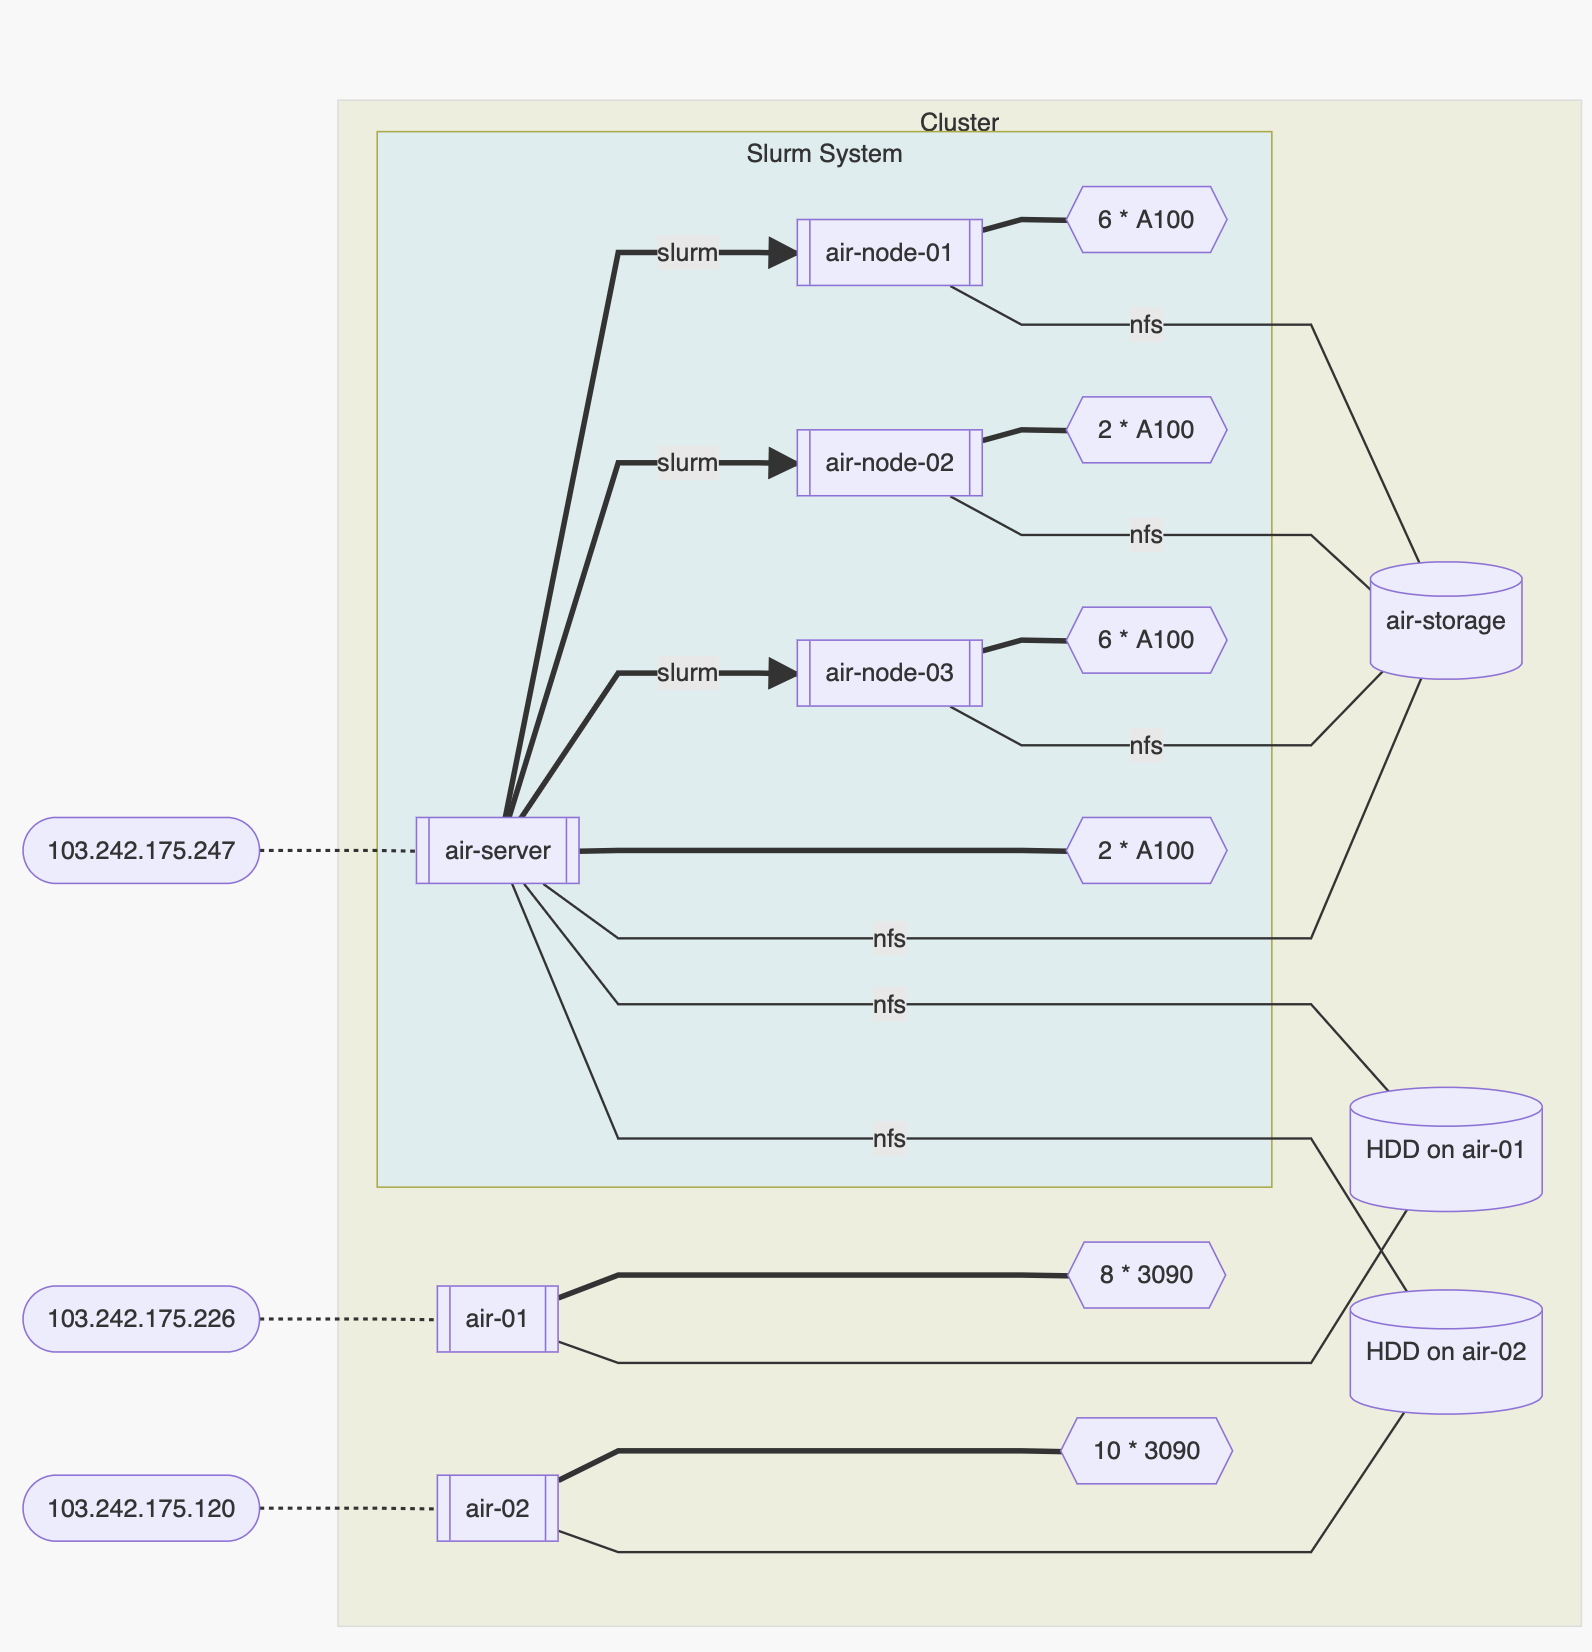 Cluster
Slurm System
6 * A100
slurm
air-node-01
nfs
2 * A100
slurm
air-node-02
nfs
air-storage
6 * A100
slurm
air-node-03
nfs
103.242.175.247
air-server
2 * A100
nfs
nfs
nfs
HDD on air-01
8 * 3090
103.242.175.226
air-01
HDD on air-02
10 * 3090
103.242.175.120
air-02